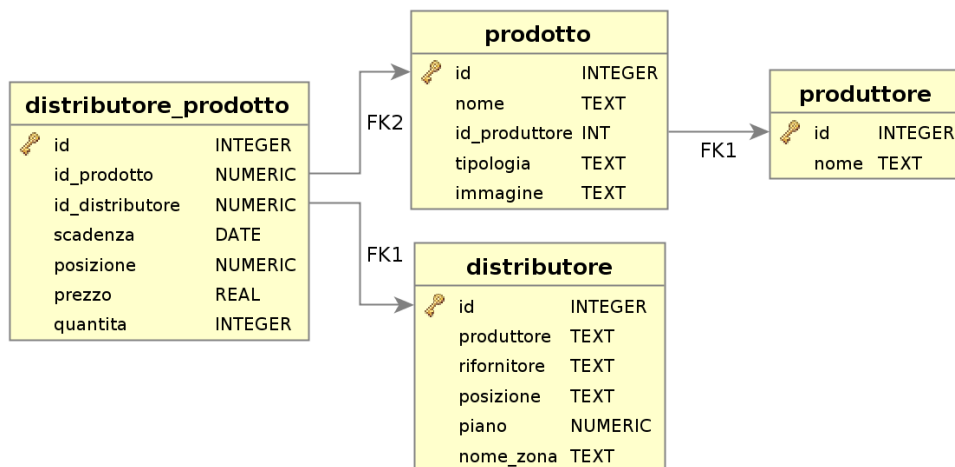 distributore_prodotto
id INTEGER
id_prodotto NUMERIC
id_distributore NUMERIC
scadenza DATE
posizione NUMERIC
prezzo REAL
quantita INTEGER
FK2
FK1
prodotto
id INTEGER
nome TEXT
id_produttore INT
tipologia TEXT
immagine TEXT
FK1
produttore
id INTEGER
nome TEXT
distributore
id INTEGER
produttore TEXT
rifornitore TEXT
posizione TEXT
piano NUMERIC
nome_zona TEXT